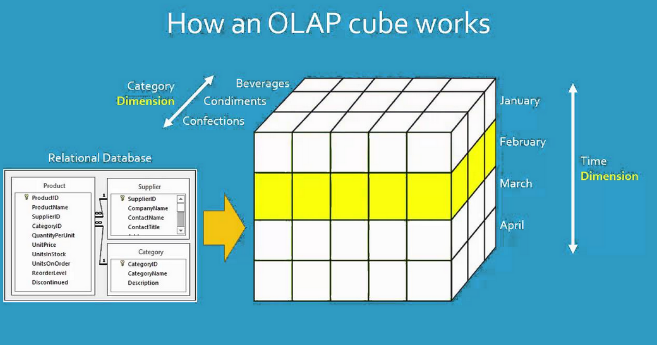 How an OLAP cube works
Category
Dimension
Beverages
Condiments
Confections
January
February
March
April
Time
Dimension
Relational Database
Product
ProductID
ProductName
SupplierID
CategoryID
QuantityPerUnit
UnitPrice
UnitsInStock
UnitsOnOrder
ReorderLevel
Discontinued
Supplier
SupplierID
CompanyName
ContactName
ContactTitle
Category
CategoryID
CategoryName
Description